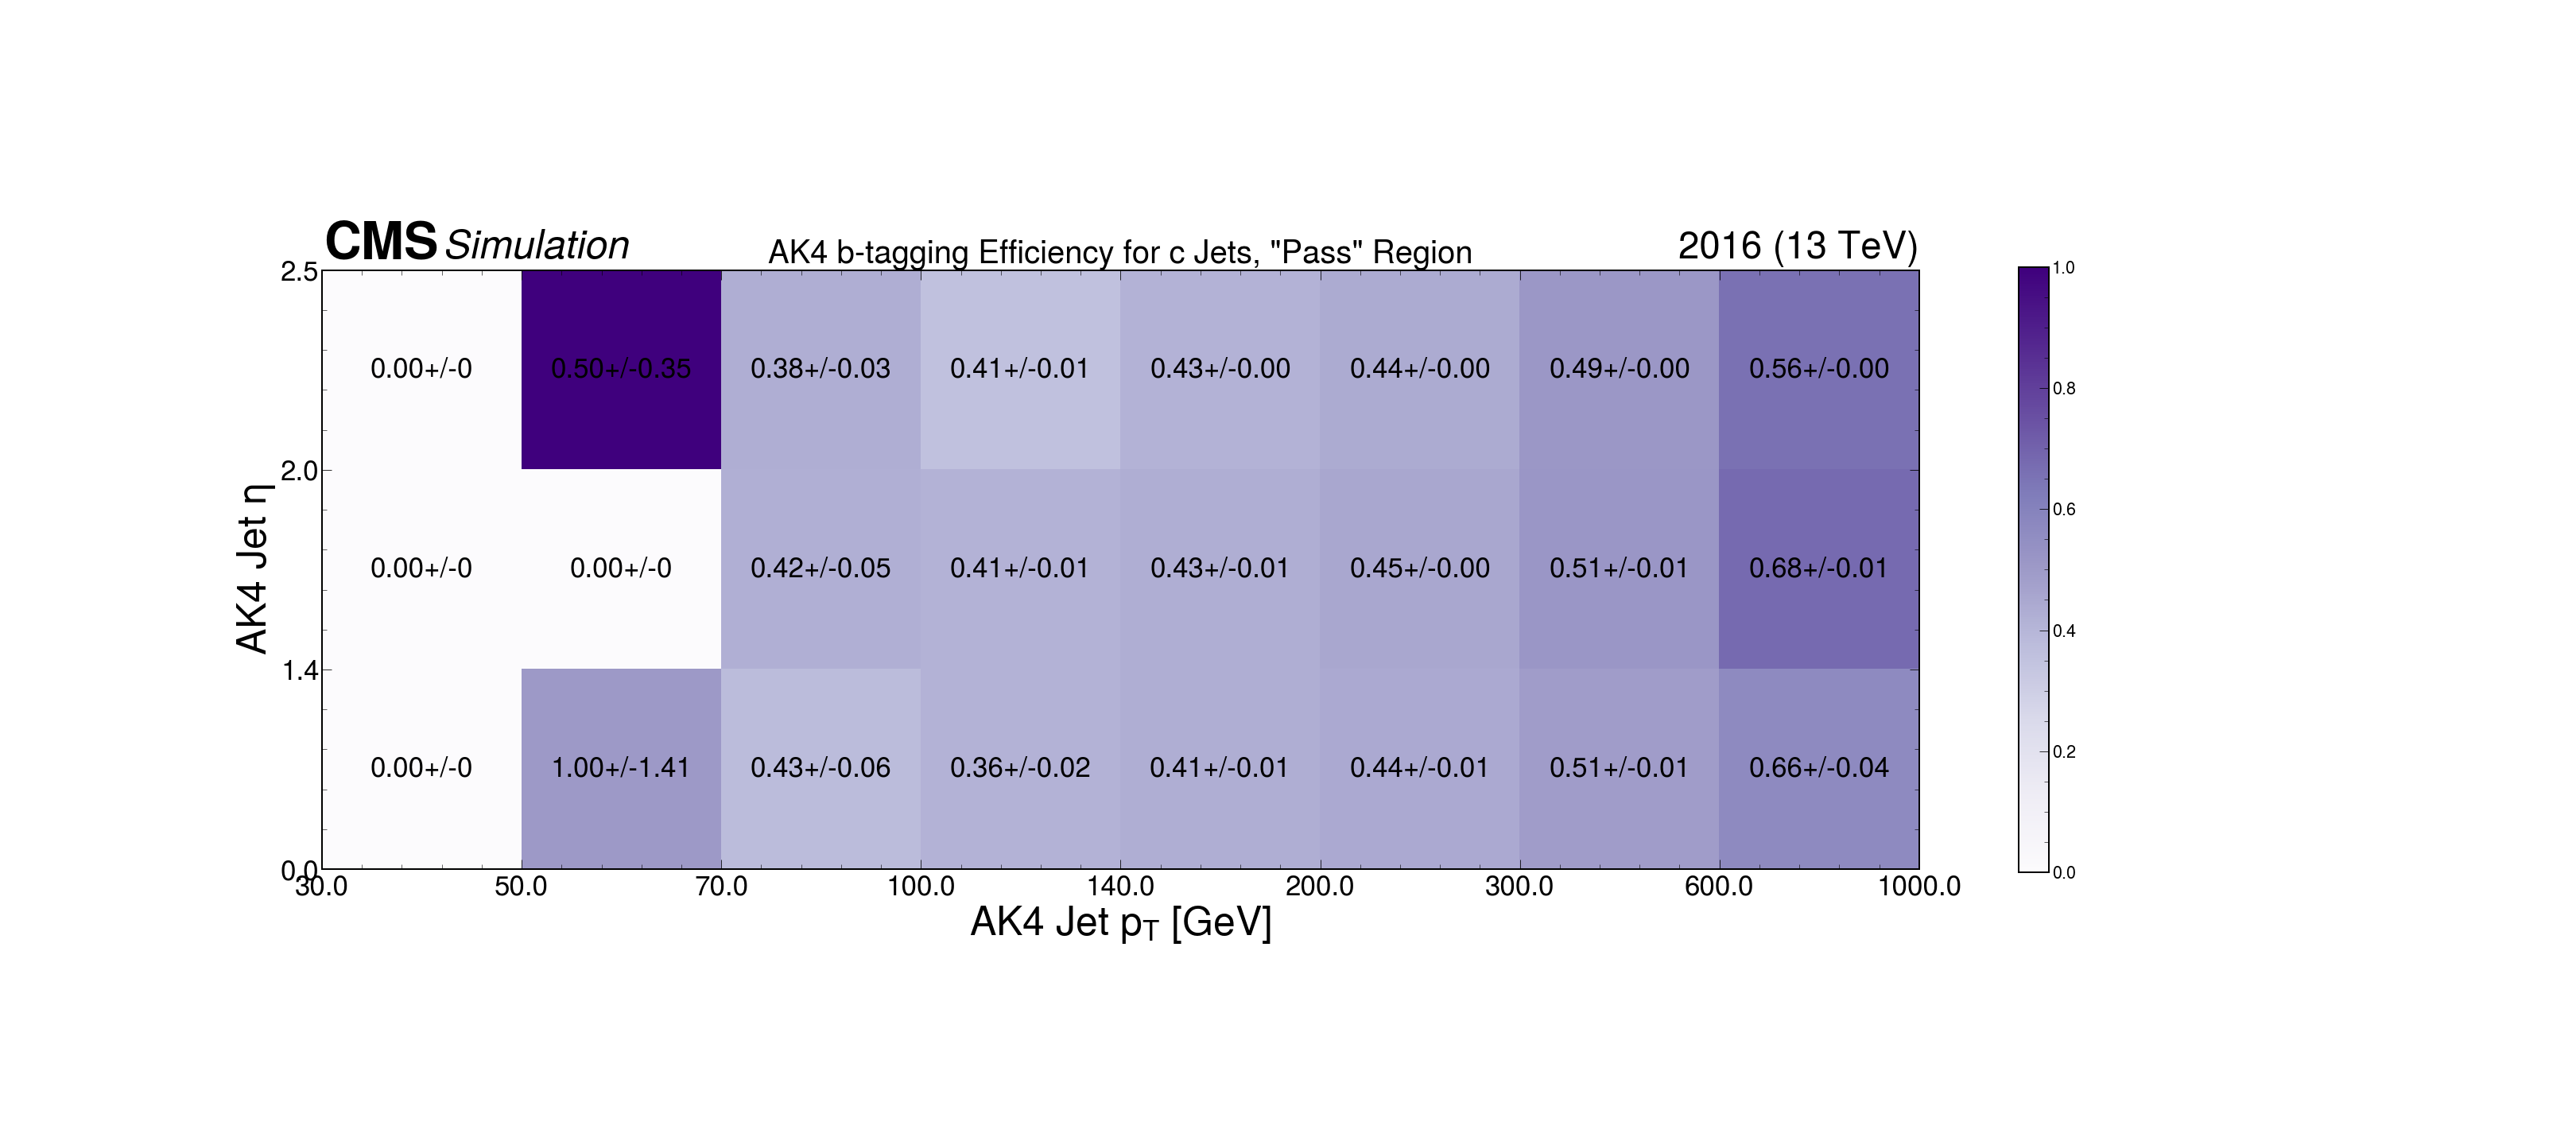 CMS Simulation AK4 b-tagging Efficiency for c Jets, "Pass" Region 2016 (13 TeV)
2.5 1.0
0.00+/-0 0.50+/-0.35 0.38+/-0.03 0.41+/-0.01 0.43+/-0.00 0.44+/-0.00 0.49+/-0.00 0.56+/-0.00
0.8
2.0
0.6
AK4 Jet η
0.00+/-0 0.00+/-0 0.42+/-0.05 0.41+/-0.01 0.43+/-0.01 0.45+/-0.00 0.51+/-0.01 0.68+/-0.01
0.4
1.4
0.2
0.00+/-0 1.00+/-1.41 0.43+/-0.06 0.36+/-0.02 0.41+/-0.01 0.44+/-0.01 0.51+/-0.01 0.66+/-0.04
0.0 0.0
30.0 50.0 70.0 100.0 140.0 200.0 300.0 600.0 1000.0
AK4 Jet pT [GeV]